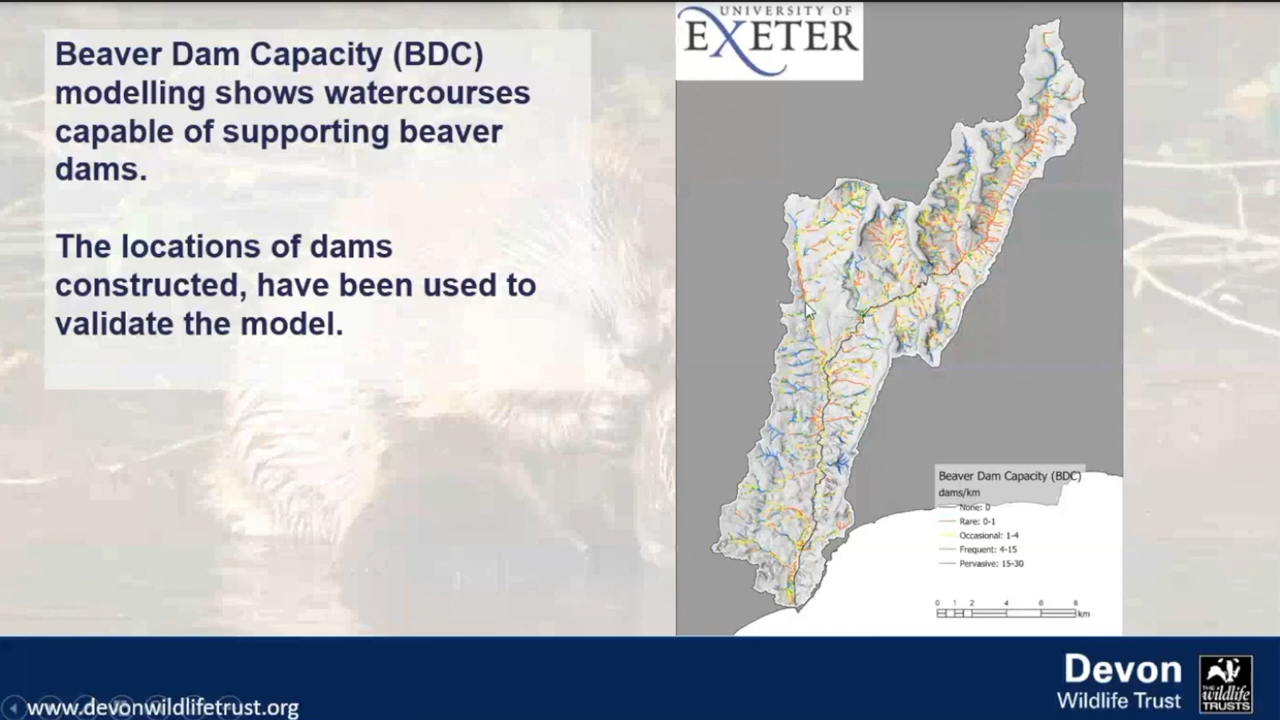 Beaver Dam Capacity (BDC)
modelling shows watercourses
capable of supporting beaver
dams.
The locations of dams
constructed, have been used to
validate the model.
UNIVERSITY OF
EXETER
Beaver Dam Capacity (BDC)
dams/km
None: 0
Rare: 0-1
Occasional: 1-4
Frequent: 4-15
Pervasive: 15-30
0 1 2 4 6 8
km
www.devonwildlifetrust.org
Devon
Wildlife Trust
THE
wildlife
TRUSTS